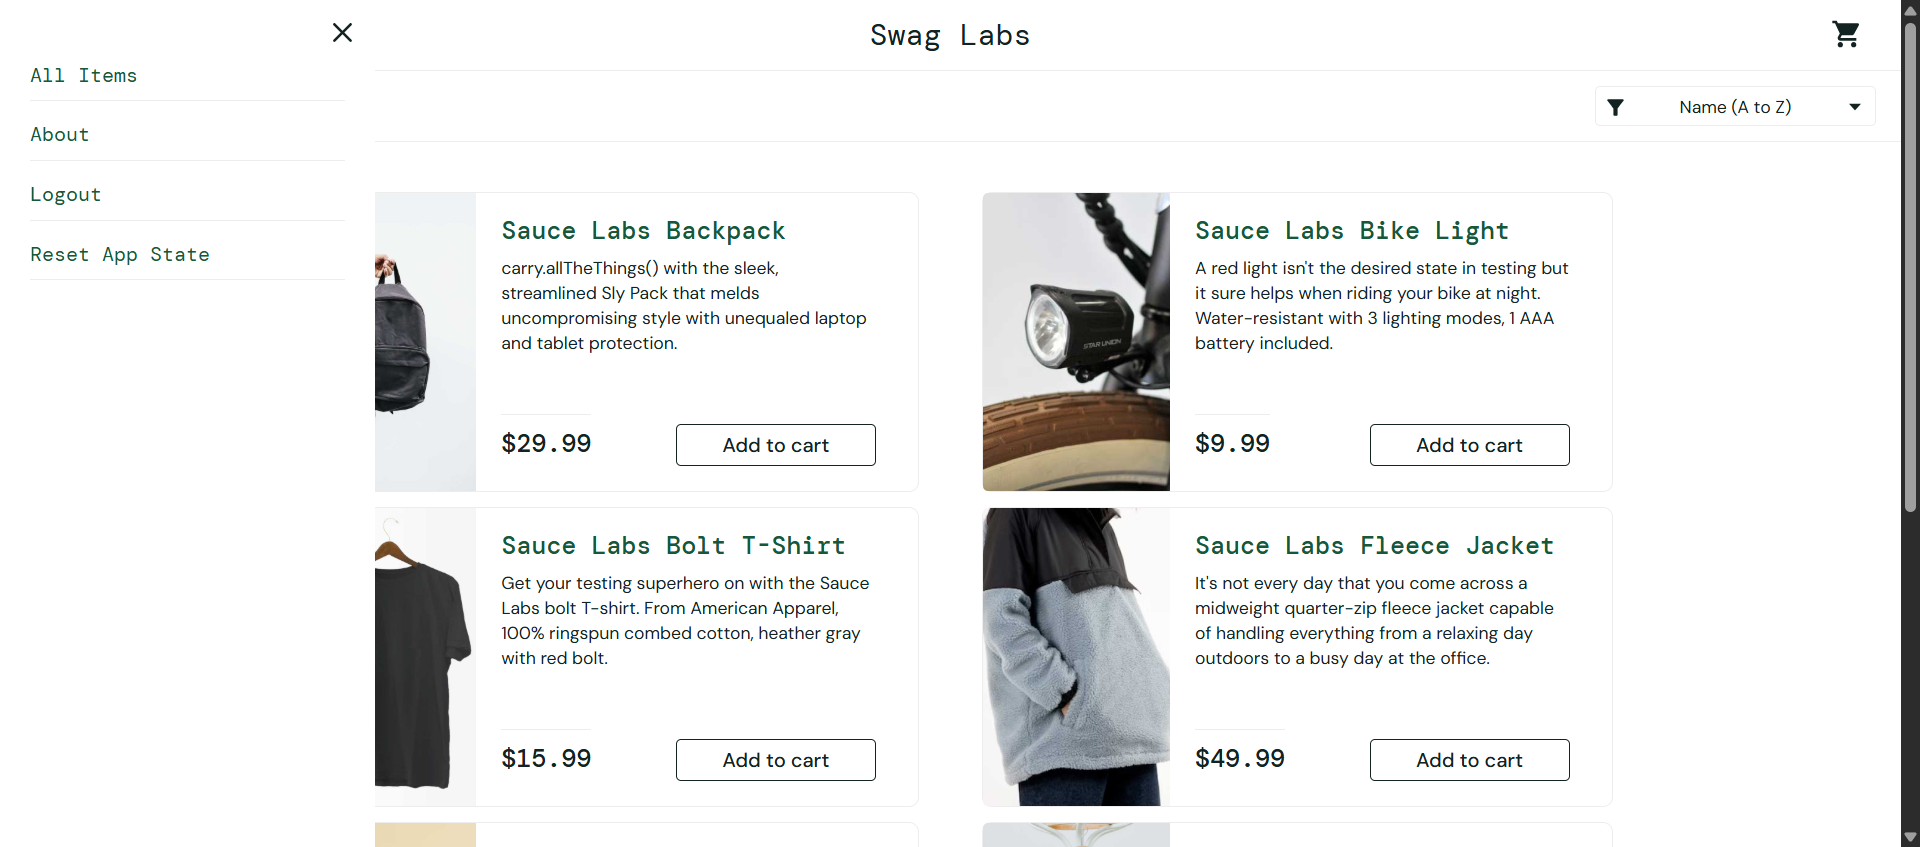 Swag Labs
All Items
About
Logout
Reset App State
Name (A to Z)
Sauce Labs Backpack
carry.allTheThings() with the sleek,
streamlined Sly Pack that melds
uncompromising style with unequaled laptop
and tablet protection.
$29.99
Add to cart
Sauce Labs Bike Light
A red light isn't the desired state in testing but
it sure helps when riding your bike at night.
Water-resistant with 3 lighting modes, 1 AAA
battery included.
STAR UNION
$9.99
Add to cart
Sauce Labs Bolt T-Shirt
Get your testing superhero on with the Sauce
Labs bolt T-shirt. From American Apparel,
100% ringspun combed cotton, heather gray
with red bolt.
$15.99
Add to cart
Sauce Labs Fleece Jacket
It's not every day that you come across a
midweight quarter-zip fleece jacket capable
of handling everything from a relaxing day
outdoors to a busy day at the office.
$49.99
Add to cart